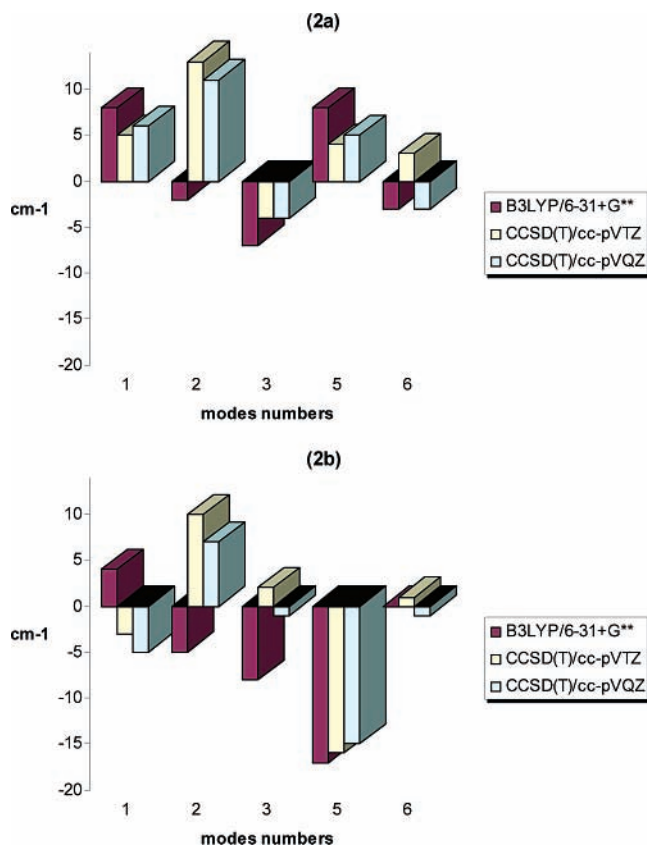 (2a)
10
5
0
cm-1
-5
-10
-15
-20
1 2 3 5 6
modes numbers
B3LYP/6-31+G**
CCSD(T)/cc-pVTZ
CCSD(T)/cc-pVQZ
(2b)
10
5
0
cm-1
-5
-10
-15
-20
1 2 3 5 6
modes numbers
B3LYP/6-31+G**
CCSD(T)/cc-pVTZ
CCSD(T)/cc-pVQZ